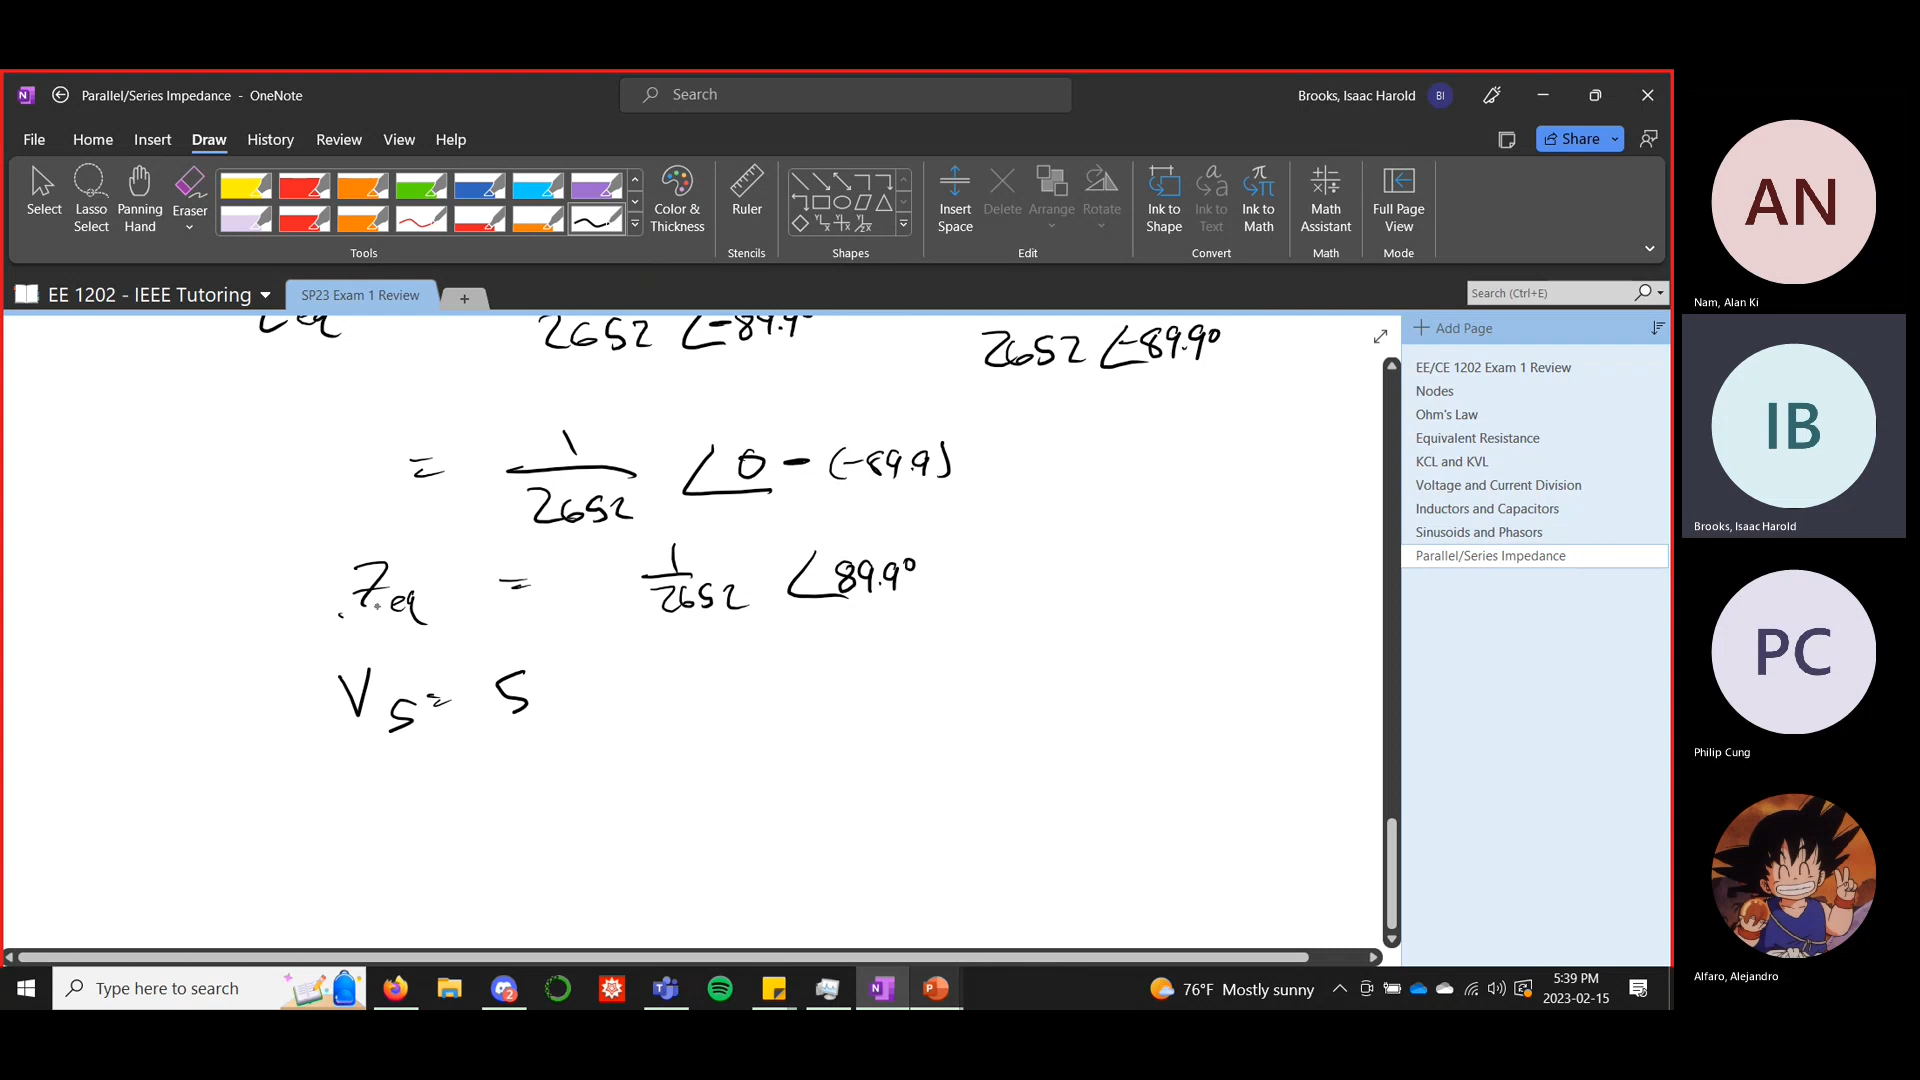 Parallel/Series Impedance - OneNote
Search
Brooks, Isaac Harold
BI
File Home Insert Draw History Review View Help
Share
Select
Lasso Select
Panning Hand
Eraser
Color & Thickness
Ruler
Insert Space
Delete
Arrange
Rotate
Ink to Shape
Ink to Text
Ink to Math
Math Assistant
Full Page View
Tools
Stencils
Shapes
Edit
Convert
Math
Mode
EE 1202 - IEEE Tutoring
SP23 Exam 1 Review
Search (Ctrl+E)
Add Page
EE/CE 1202 Exam 1 Review
Nodes
Ohm's Law
Equivalent Resistance
KCL and KVL
Voltage and Current Division
Inductors and Capacitors
Sinusoids and Phasors
Parallel/Series Impedance
2652 ∠-89.9°
2652 ∠-89.9°
= 1/2652 ∠0 - (-89.9)
Zeq = 1/2652 ∠89.9°
VS = 5
AN
Nam, Alan Ki
IB
Brooks, Isaac Harold
PC
Philip Cung
Alfaro, Alejandro
Type here to search
76°F Mostly sunny
5:39 PM
2023-02-15